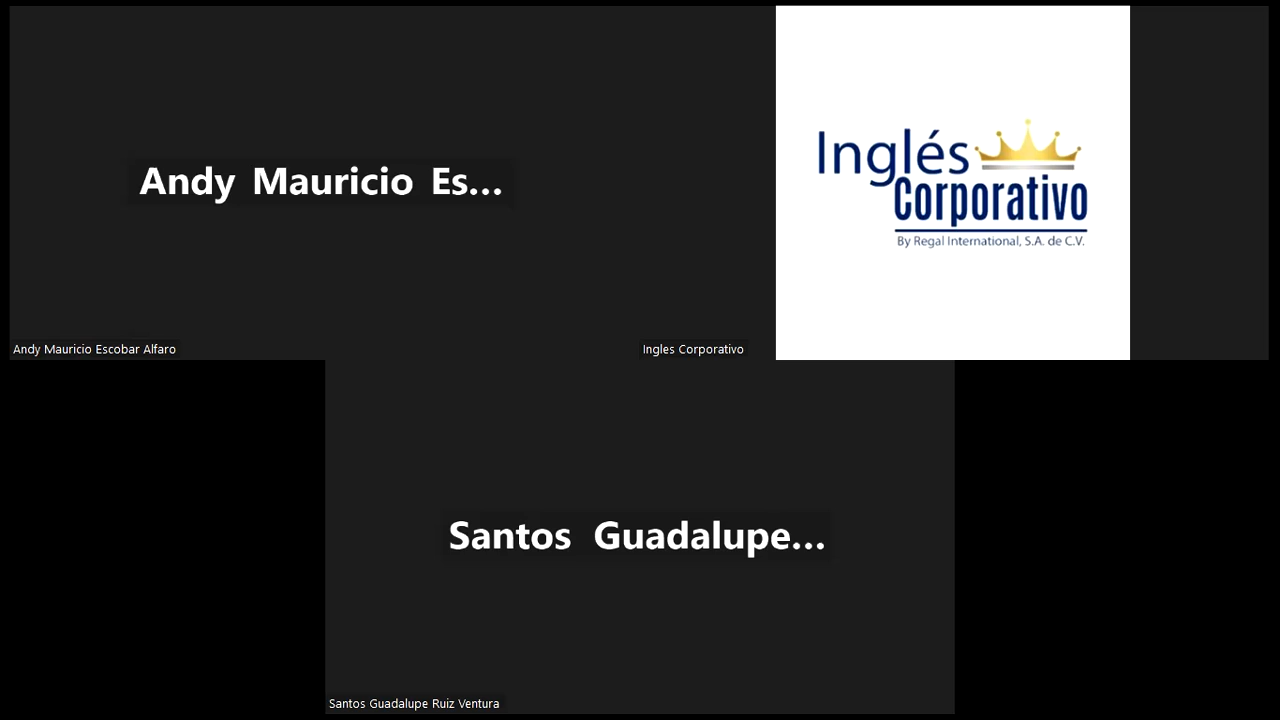 Andy Mauricio Es...
Andy Mauricio Escobar Alfaro
Inglés
Corporativo
By Regal International, S.A. de C.V.
Ingles Corporativo
Santos Guadalupe...
Santos Guadalupe Ruiz Ventura